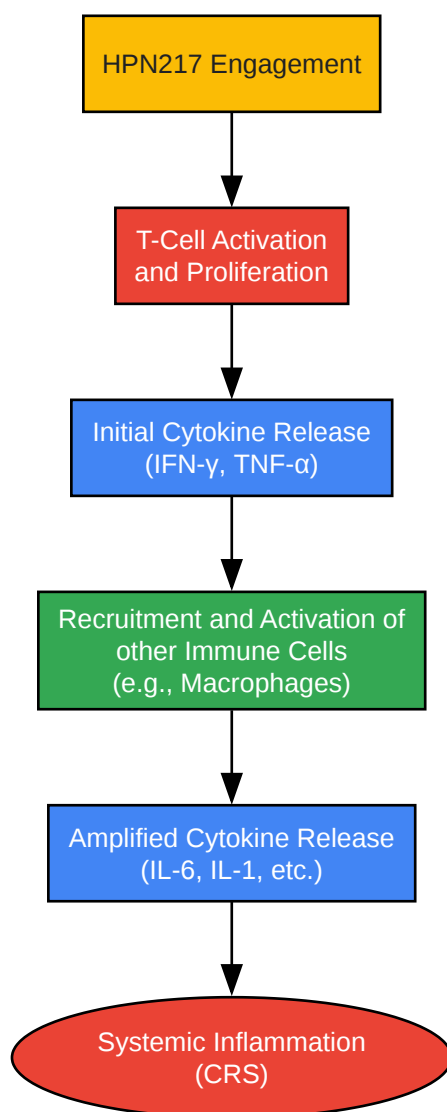 HPN217 Engagement
T-Cell Activation
and Proliferation
Initial Cytokine Release
(IFN-γ, TNF-α)
Recruitment and Activation of
other Immune Cells
(e.g., Macrophages)
Amplified Cytokine Release
(IL-6, IL-1, etc.)
Systemic Inflammation
(CRS)